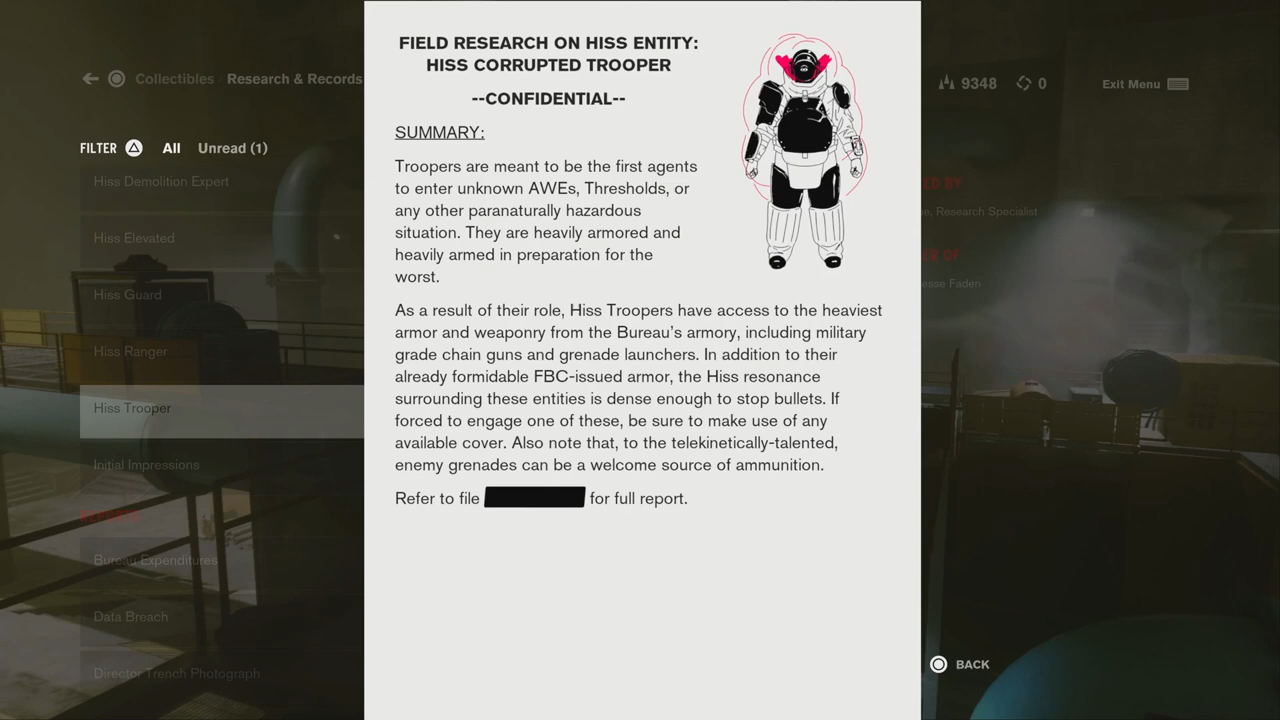 Collectibles Research & Records
9348
0
Exit Menu
FILTER All Unread (1)
Hiss Demolition Expert
Hiss Elevated
Hiss Guard
Hiss Ranger
Hiss Trooper
Initial Impressions
REPORTS
Bureau Expenditures
Data Breach
Director Trench Photograph
FIELD RESEARCH ON HISS ENTITY:
HISS CORRUPTED TROOPER
--CONFIDENTIAL--
SUMMARY:
Troopers are meant to be the first agents
to enter unknown AWEs, Thresholds, or
any other paranaturally hazardous
situation. They are heavily armored and
heavily armed in preparation for the
worst.
As a result of their role, Hiss Troopers have access to the heaviest
armor and weaponry from the Bureau's armory, including military
grade chain guns and grenade launchers. In addition to their
already formidable FBC-issued armor, the Hiss resonance
surrounding these entities is dense enough to stop bullets. If
forced to engage one of these, be sure to make use of any
available cover. Also note that, to the telekinetically-talented,
enemy grenades can be a welcome source of ammunition.
Refer to file for full report.
ED BY
e, Research Specialist
OF
esse Faden
BACK